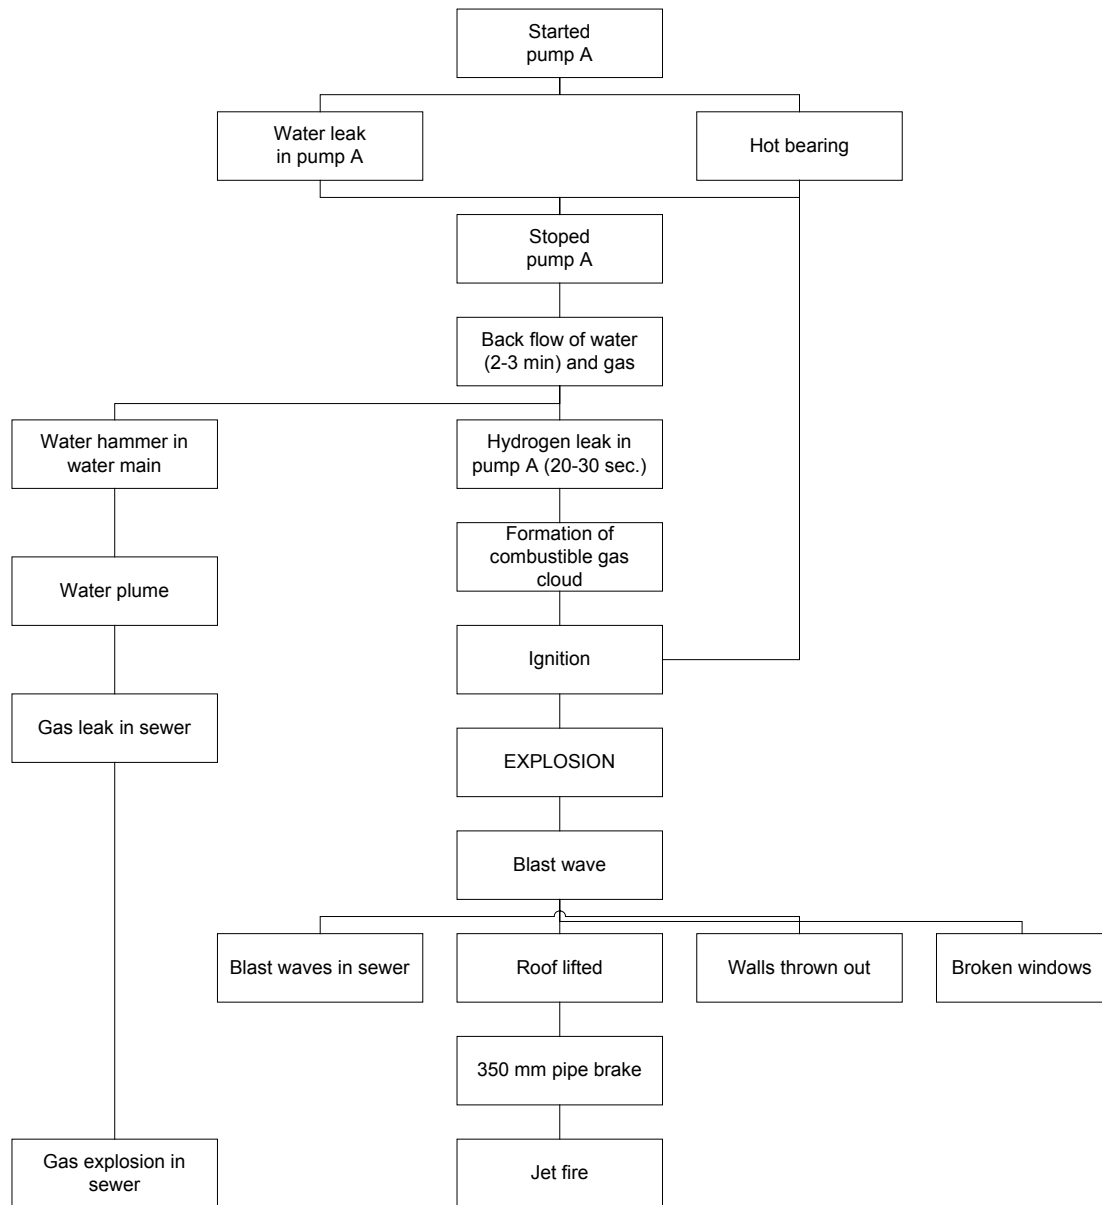 Started
pump A
Water leak
in pump A
Hot bearing
Stoped
pump A
Back flow of water
(2-3 min) and gas
Water hammer in
water main
Hydrogen leak in
pump A (20-30 sec.)
Formation of
combustible gas
cloud
Water plume
Ignition
Gas leak in sewer
EXPLOSION
Blast wave
Blast waves in sewer
Roof lifted
Walls thrown out
Broken windows
350 mm pipe brake
Gas explosion in
sewer
Jet fire